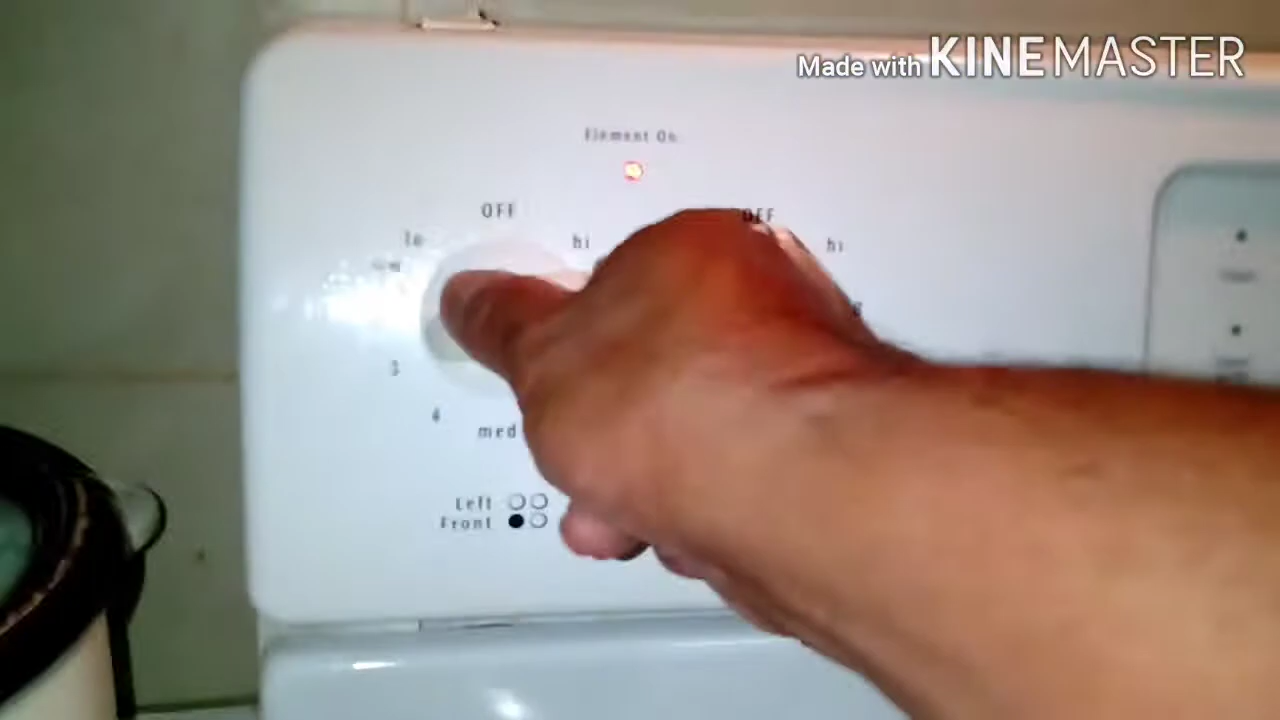 Made with KINEMASTER
Element On
OFF
OFF
lo
hi
hi
3
4
med
Left
Front